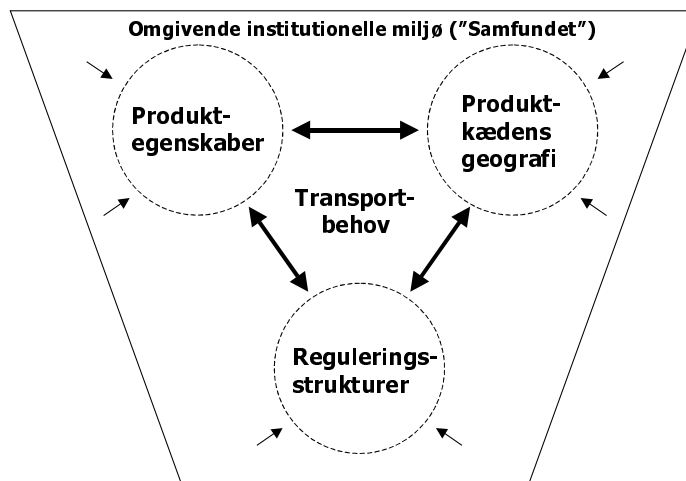 Omgivende institutionelle miljø (”Samfundet”)
Produkt-
egenskaber
Produkt-
kædens
geografi
Transport-
behov
Regulerings-
strukturer